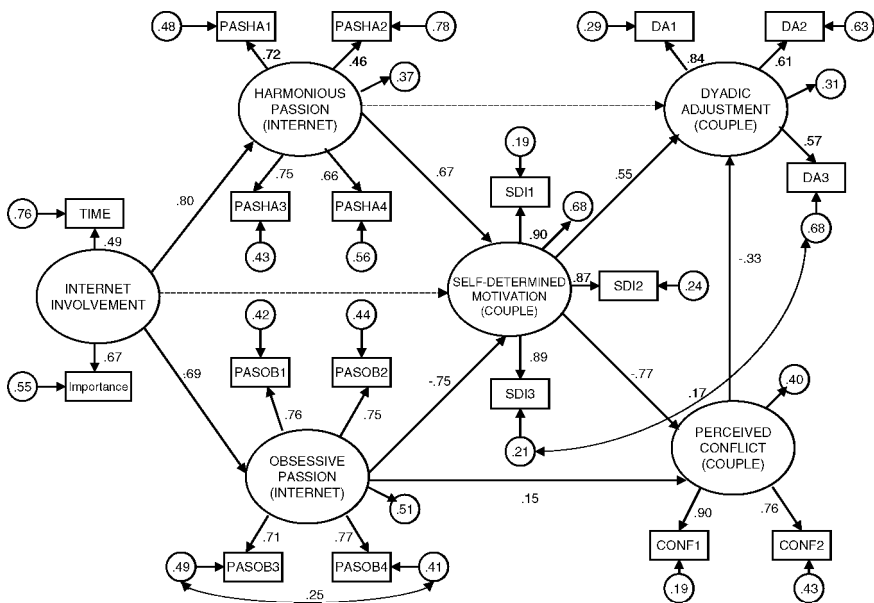 .48
PASHA1
PASHA2
.78
.29
DA1
DA2
.63
.72
.46
.84
.61
.37
.31
HARMONIOUS
PASSION
(INTERNET)
DYADIC
ADJUSTMENT
(COUPLE)
.19
.57
.75
.66
.67
SDI1
.55
DA3
.80
.76
TIME
PASHA3
PASHA4
.68
.90
.68
.49
.43
.56
INTERNET
INVOLVEMENT
SELF-DETERMINED
MOTIVATION
(COUPLE)
.87
SDI2
.24
-.33
.42
.44
.67
.69
PASOB1
PASOB2
.89
.55
Importance
-.75
SDI3
-.77
.17
.40
.76
.75
.21
PERCEIVED
CONFLICT
(COUPLE)
OBSESSIVE
PASSION
(INTERNET)
.51
.15
.71
.77
.90
.76
.49
PASOB3
PASOB4
.41
CONF1
CONF2
.25
.19
.43